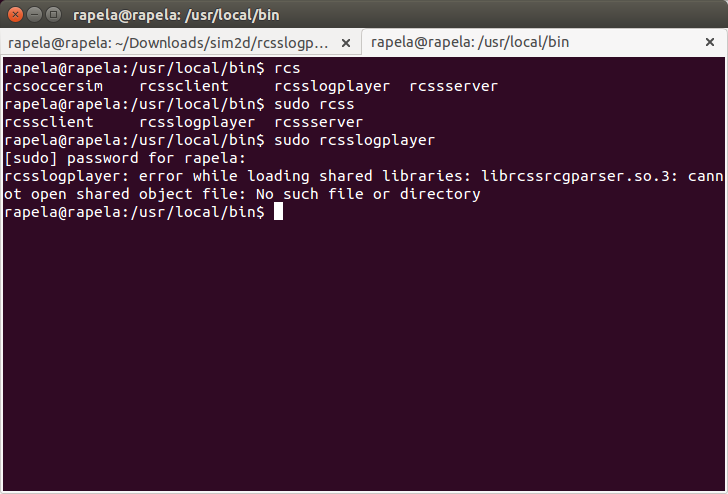 rapela@rapela: /usr/local/bin
rapela@rapela: ~/Downloads/sim2d/rcsslogp... × rapela@rapela: /usr/local/bin ×
rapela@rapela:/usr/local/bin$ rcs
rcsoccersim    rcssclient     rcsslogplayer  rcssserver
rapela@rapela:/usr/local/bin$ sudo rcss
rcssclient     rcsslogplayer  rcssserver
rapela@rapela:/usr/local/bin$ sudo rcsslogplayer
[sudo] password for rapela:
rcsslogplayer: error while loading shared libraries: librcssrcgparser.so.3: cann
ot open shared object file: No such file or directory
rapela@rapela:/usr/local/bin$